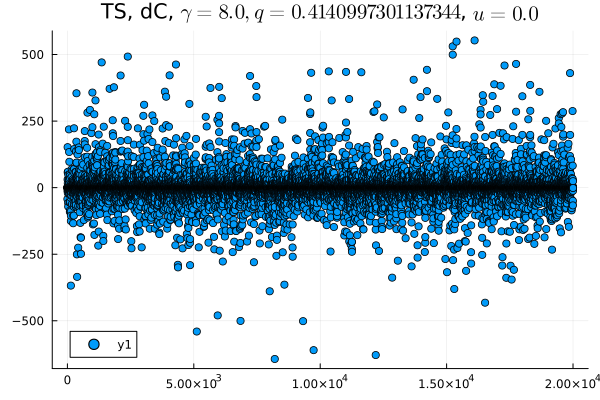 TS, dC, γ = 8.0, q = 0.4140997301137344, u = 0.0
500
250
0
−250
−500
y1
0 5.00×10³ 1.00×10⁴ 1.50×10⁴ 2.00×10⁴